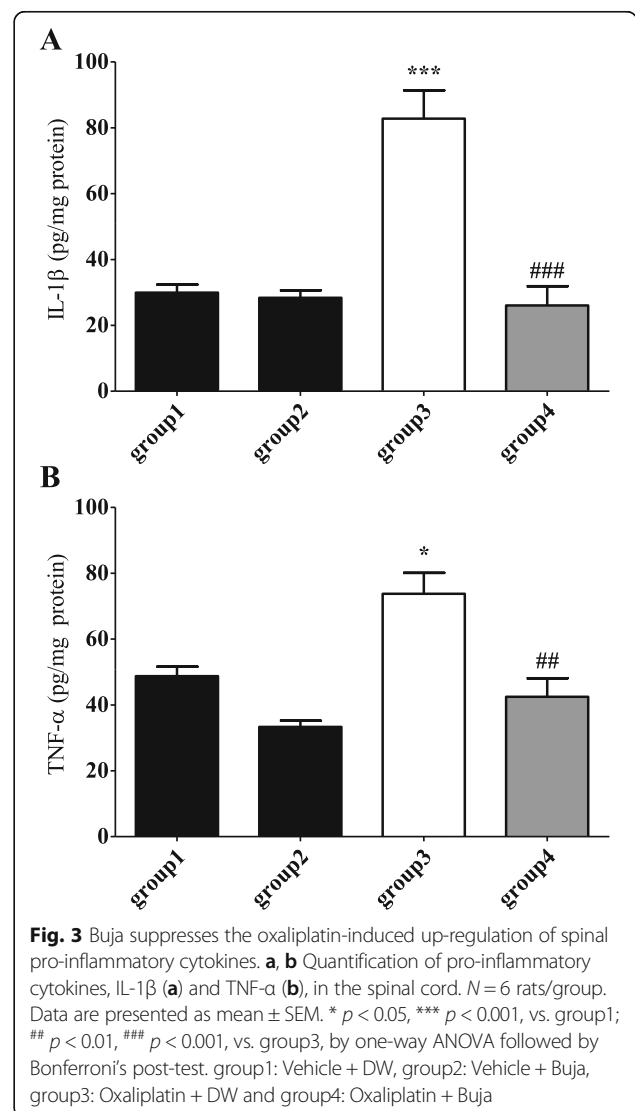 A
IL-1β (pg/mg protein)
100
80
60
40
20
0
***
###
group1
group2
group3
group4
B
TNF-α (pg/mg protein)
100
80
60
40
20
0
*
##
group1
group2
group3
group4
Fig. 3 Buja suppresses the oxaliplatin-induced up-regulation of spinal
pro-inflammatory cytokines. a, b Quantification of pro-inflammatory
cytokines, IL-1β (a) and TNF-α (b), in the spinal cord. N = 6 rats/group.
Data are presented as mean ± SEM. * p < 0.05, *** p < 0.001, vs. group1;
## p < 0.01, ### p < 0.001, vs. group3, by one-way ANOVA followed by
Bonferroni’s post-test. group1: Vehicle + DW, group2: Vehicle + Buja,
group3: Oxaliplatin + DW and group4: Oxaliplatin + Buja